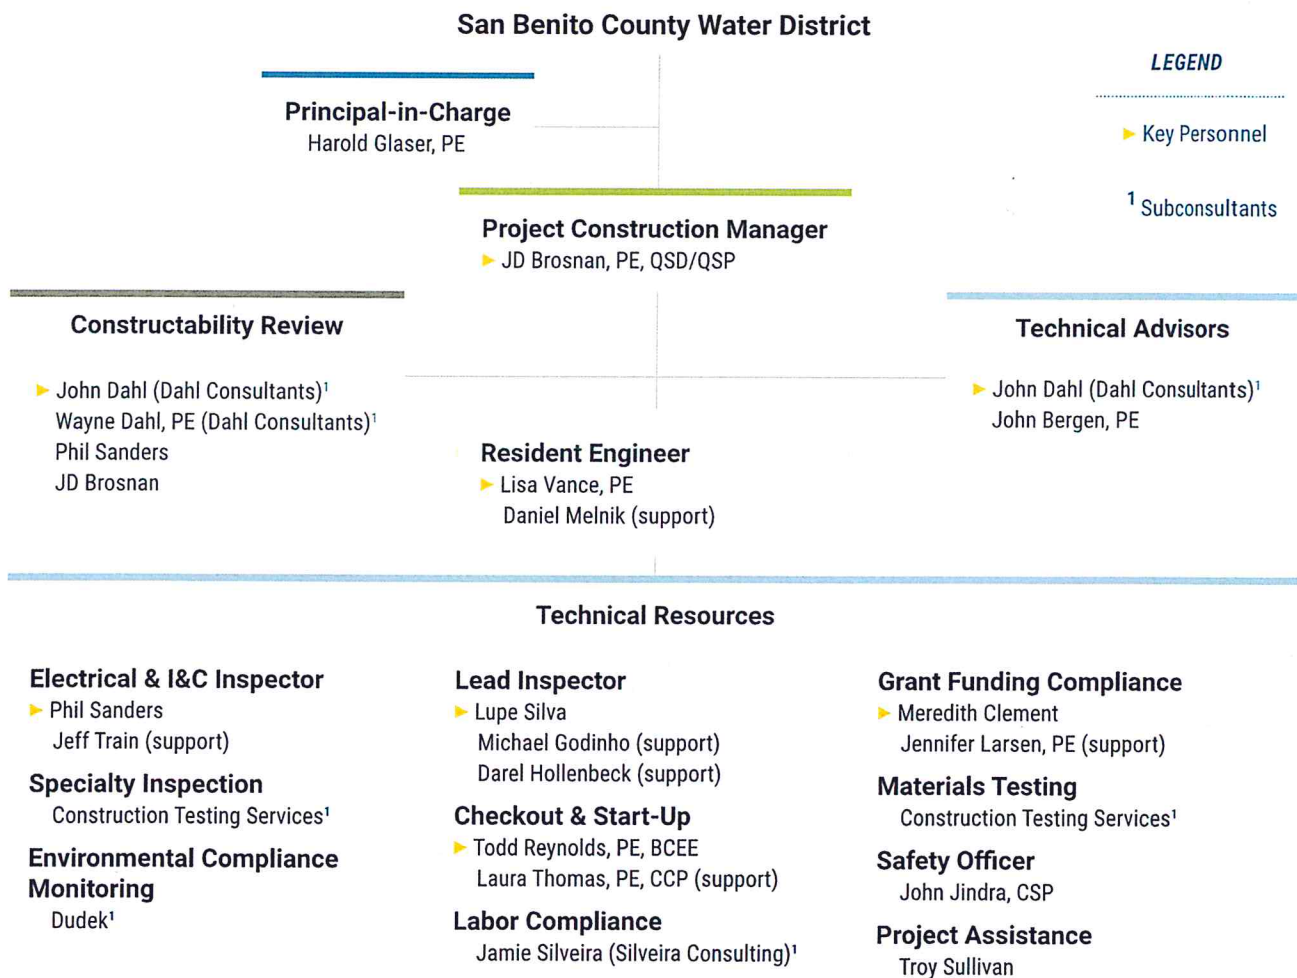 San Benito County Water District
LEGEND
► Key Personnel
¹ Subconsultants
Principal-in-Charge
Harold Glaser, PE
Project Construction Manager
► JD Brosnan, PE, QSD/QSP
Constructability Review
► John Dahl (Dahl Consultants)¹
Wayne Dahl, PE (Dahl Consultants)¹
Phil Sanders
JD Brosnan
Technical Advisors
► John Dahl (Dahl Consultants)¹
John Bergen, PE
Resident Engineer
► Lisa Vance, PE
Daniel Melnik (support)
Technical Resources
Electrical & I&C Inspector
► Phil Sanders
Jeff Train (support)
Specialty Inspection
Construction Testing Services¹
Environmental Compliance
Monitoring
Dudek¹
Lead Inspector
► Lupe Silva
Michael Godinho (support)
Darel Hollenbeck (support)
Checkout & Start-Up
► Todd Reynolds, PE, BCEE
Laura Thomas, PE, CCP (support)
Labor Compliance
Jamie Silveira (Silveira Consulting)¹
Grant Funding Compliance
► Meredith Clement
Jennifer Larsen, PE (support)
Materials Testing
Construction Testing Services¹
Safety Officer
John Jindra, CSP
Project Assistance
Troy Sullivan